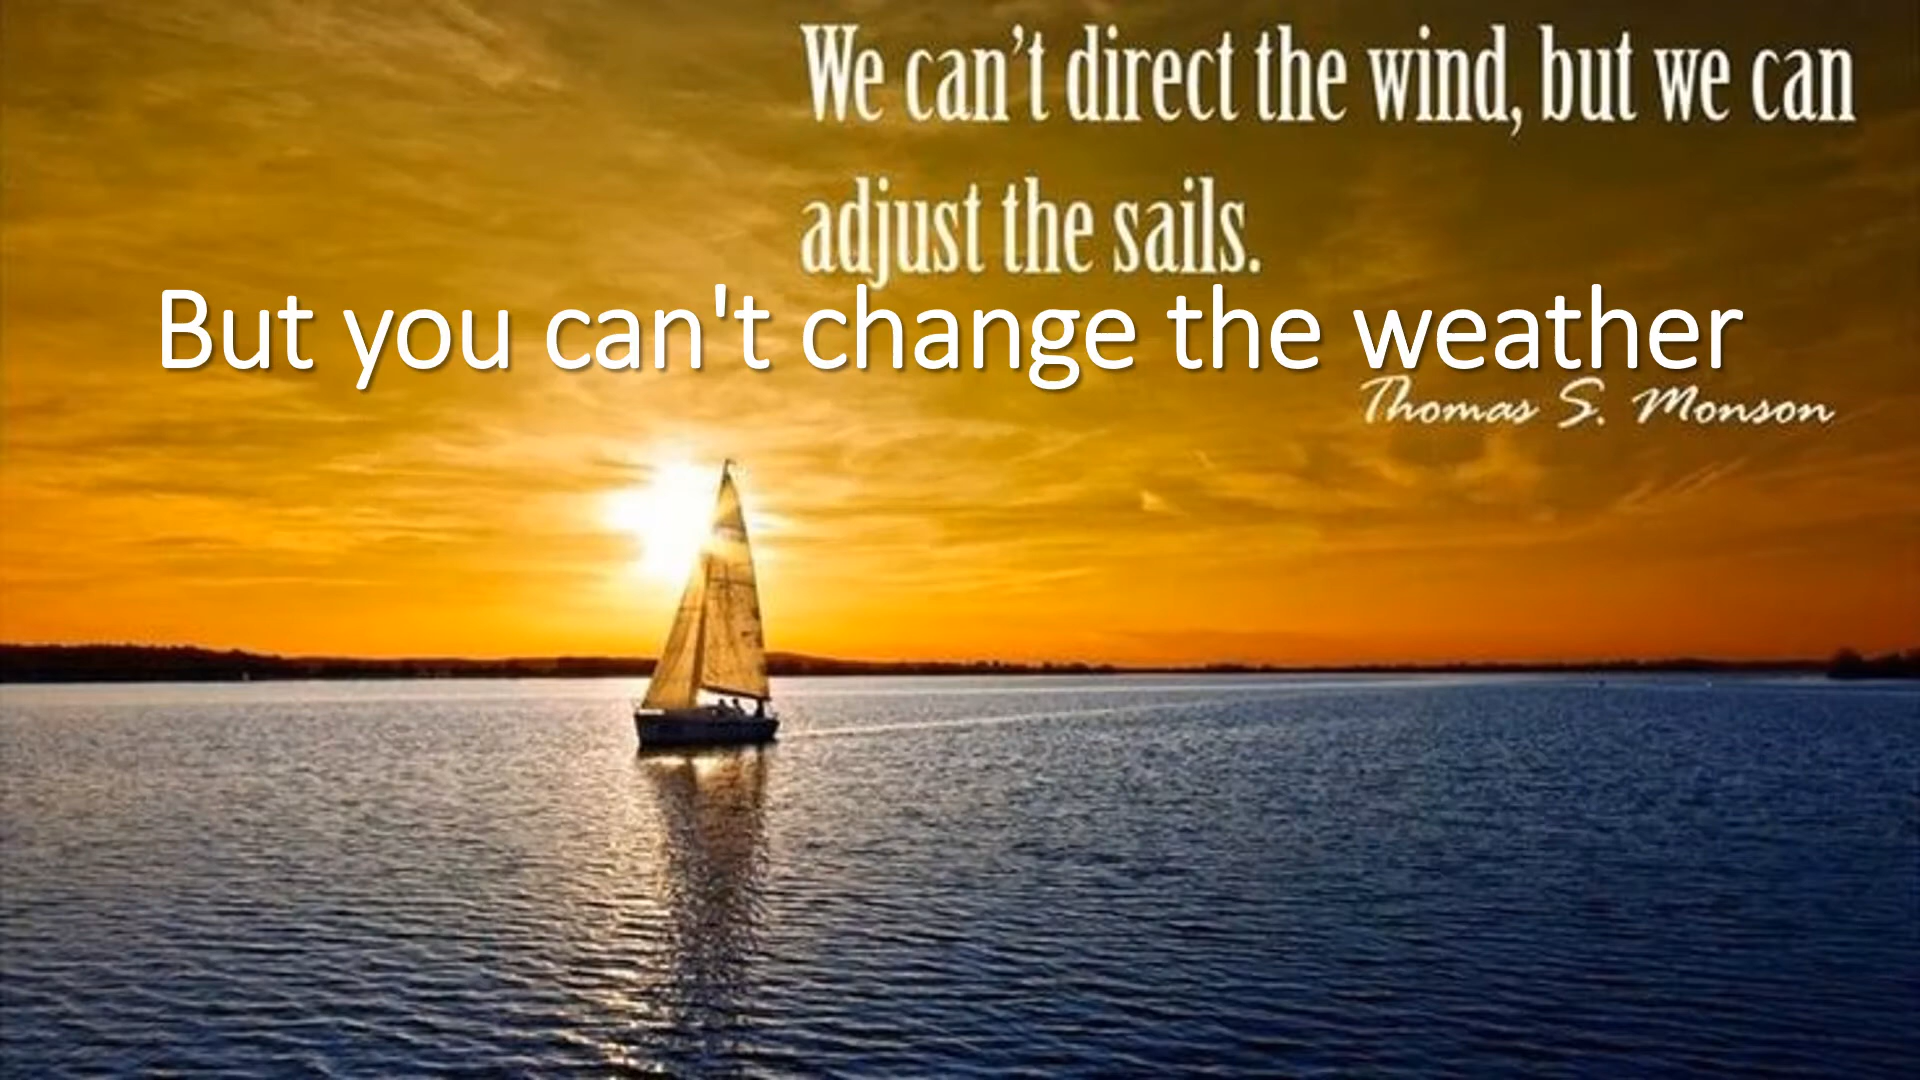 We can’t direct the wind, but we can
adjust the sails.
But you can't change the weather
Thomas S. Monson